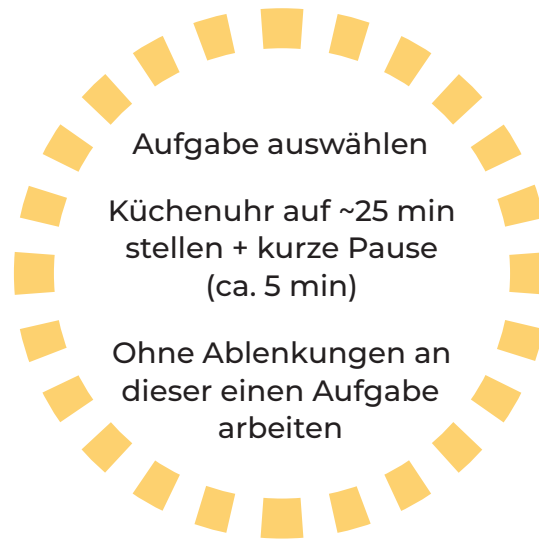 Aufgabe auswählen
Küchenuhr auf ~25 min
stellen + kurze Pause
(ca. 5 min)
Ohne Ablenkungen an
dieser einen Aufgabe
arbeiten